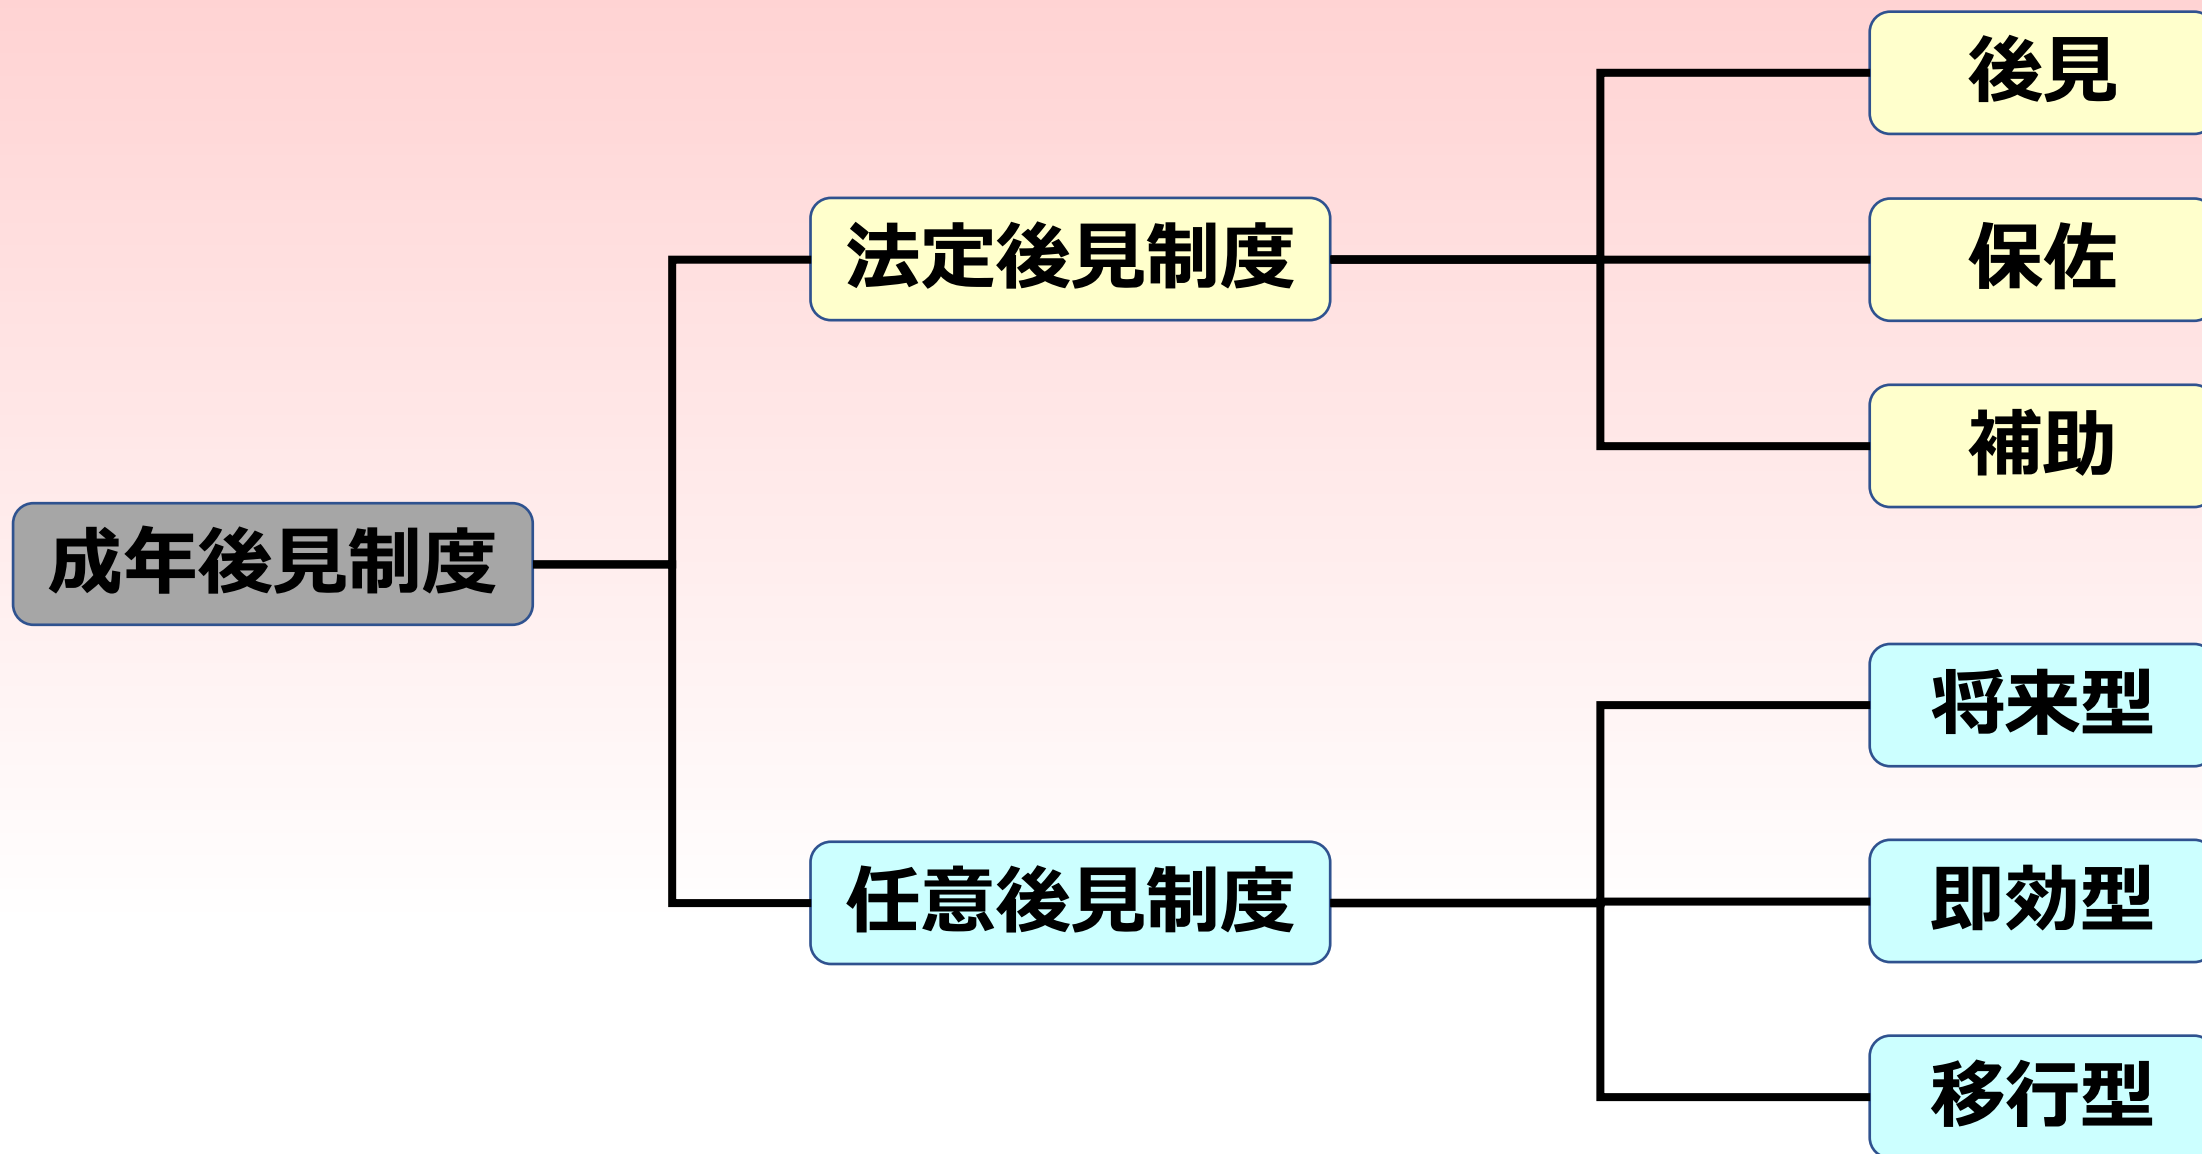 後見
法定後見制度
保佐
補助
成年後見制度
将来型
任意後見制度
即効型
移行型